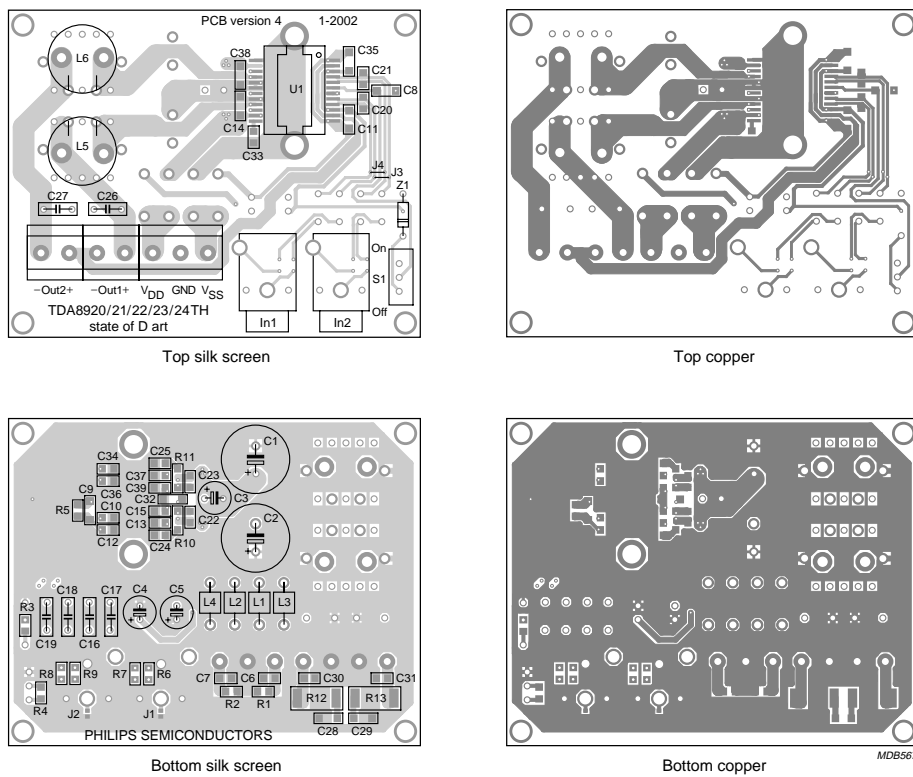 PCB version 4 1-2002
L6
C38
C35
U1
C21
C8
C20
C14
C11
L5
C33
J4
J3
Z1
C27 C26
On
S1
Off
−Out2+ −Out1+ VDD GND VSS
TDA8920/21/22/23/24TH
state of D art
In1 In2
Top silk screen
Top copper
C1
C25
C34
R11
C37
C23
C39
C9
C36
C32
C3
R5
C10
C15
C2
C13
C22
C12
R10
C24
C18 C17 C4 C5
L4 L2 L1 L3
R3
C19 C16
R8 R9 R7 R6
C7 C6 C30 C31
R12 R13
R4
R2 R1
J2 J1
C28 C29
PHILIPS SEMICONDUCTORS
Bottom silk screen
Bottom copper